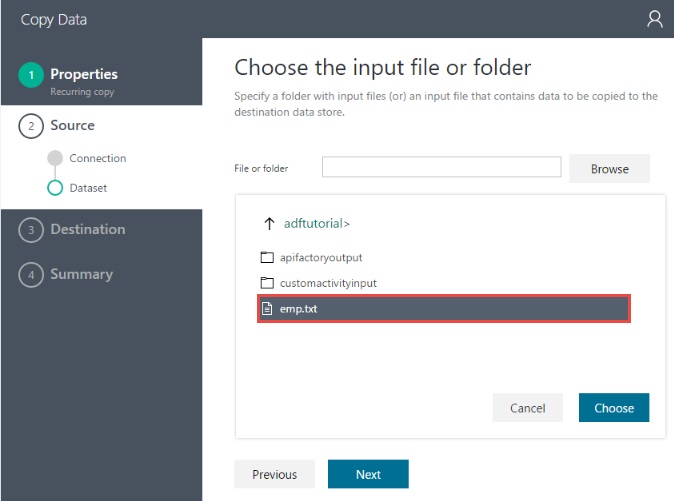 Copy Data
1 Properties
Recurring copy
2 Source
Connection
Dataset
3 Destination
4 Summary
Choose the input file or folder
Specify a folder with input files (or) an input file that contains data to be copied to the
destination data store.
File or folder
Browse
adftutorial>
apifactoryoutput
customactivityinput
emp.txt
Cancel
Choose
Previous
Next